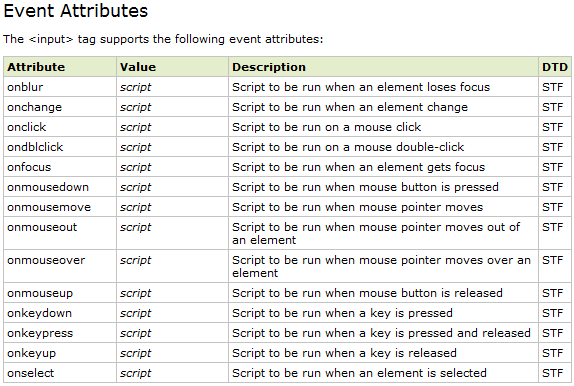 Event Attributes
The <input> tag supports the following event attributes:
Attribute Value Description DTD
onblur script Script to be run when an element loses focus STF
onchange script Script to be run when an element change STF
onclick script Script to be run on a mouse click STF
ondblclick script Script to be run on a mouse double-click STF
onfocus script Script to be run when an element gets focus STF
onmousedown script Script to be run when mouse button is pressed STF
onmousemove script Script to be run when mouse pointer moves STF
onmouseout script Script to be run when mouse pointer moves out of STF
an element
onmouseover script Script to be run when mouse pointer moves over an STF
element
onmouseup script Script to be run when mouse button is released STF
onkeydown script Script to be run when a key is pressed STF
onkeypress script Script to be run when a key is pressed and released STF
onkeyup script Script to be run when a key is released STF
onselect script Script to be run when an element is selected STF